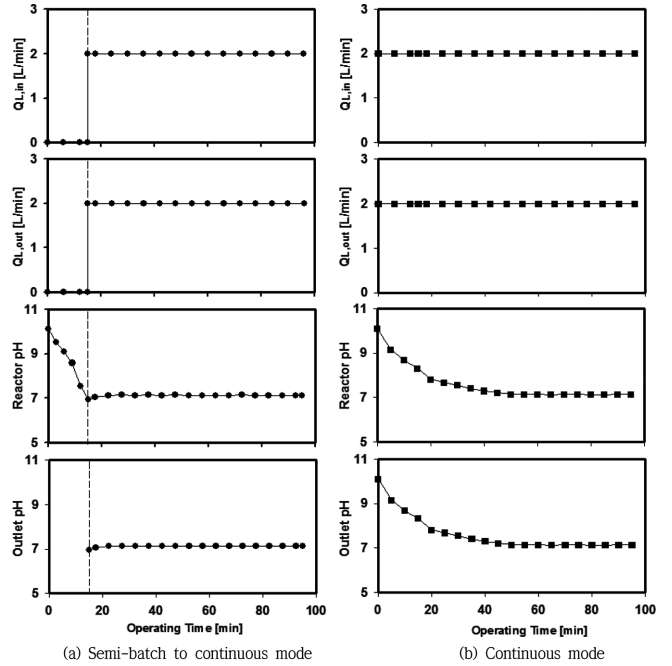 3
2
1
0
QL,in [L/min]
3
2
1
0
QL,in [L/min]
3
2
1
0
QL,out [L/min]
3
2
1
0
QL,out [L/min]
11
9
7
5
Reactor pH
11
9
7
5
Reactor pH
11
9
7
5
Outlet pH
0 20 40 60 80 100
Operating Time [min]
11
9
7
5
Outlet pH
0 20 40 60 80 100
Operating Time [min]
(a) Semi-batch to continuous mode
(b) Continuous mode